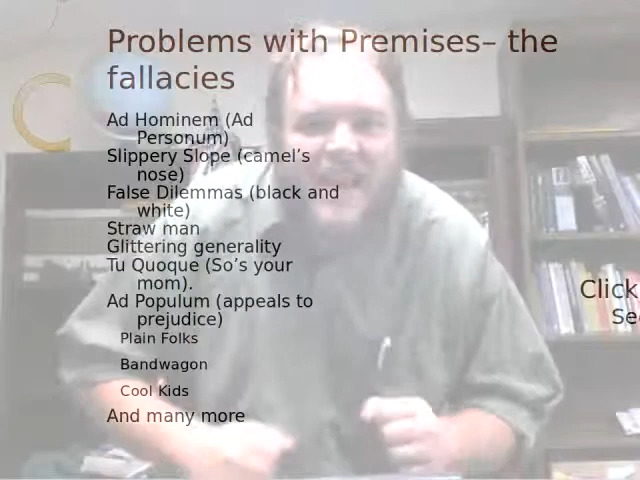 Problems with Premises– the
fallacies
Ad Hominem (Ad
Personum)
Slippery Slope (camel’s
nose)
False Dilemmas (black and
white)
Straw man
Glittering generality
Tu Quoque (So’s your
mom).
Ad Populum (appeals to
prejudice)
Plain Folks
Bandwagon
Cool Kids
And many more
Click